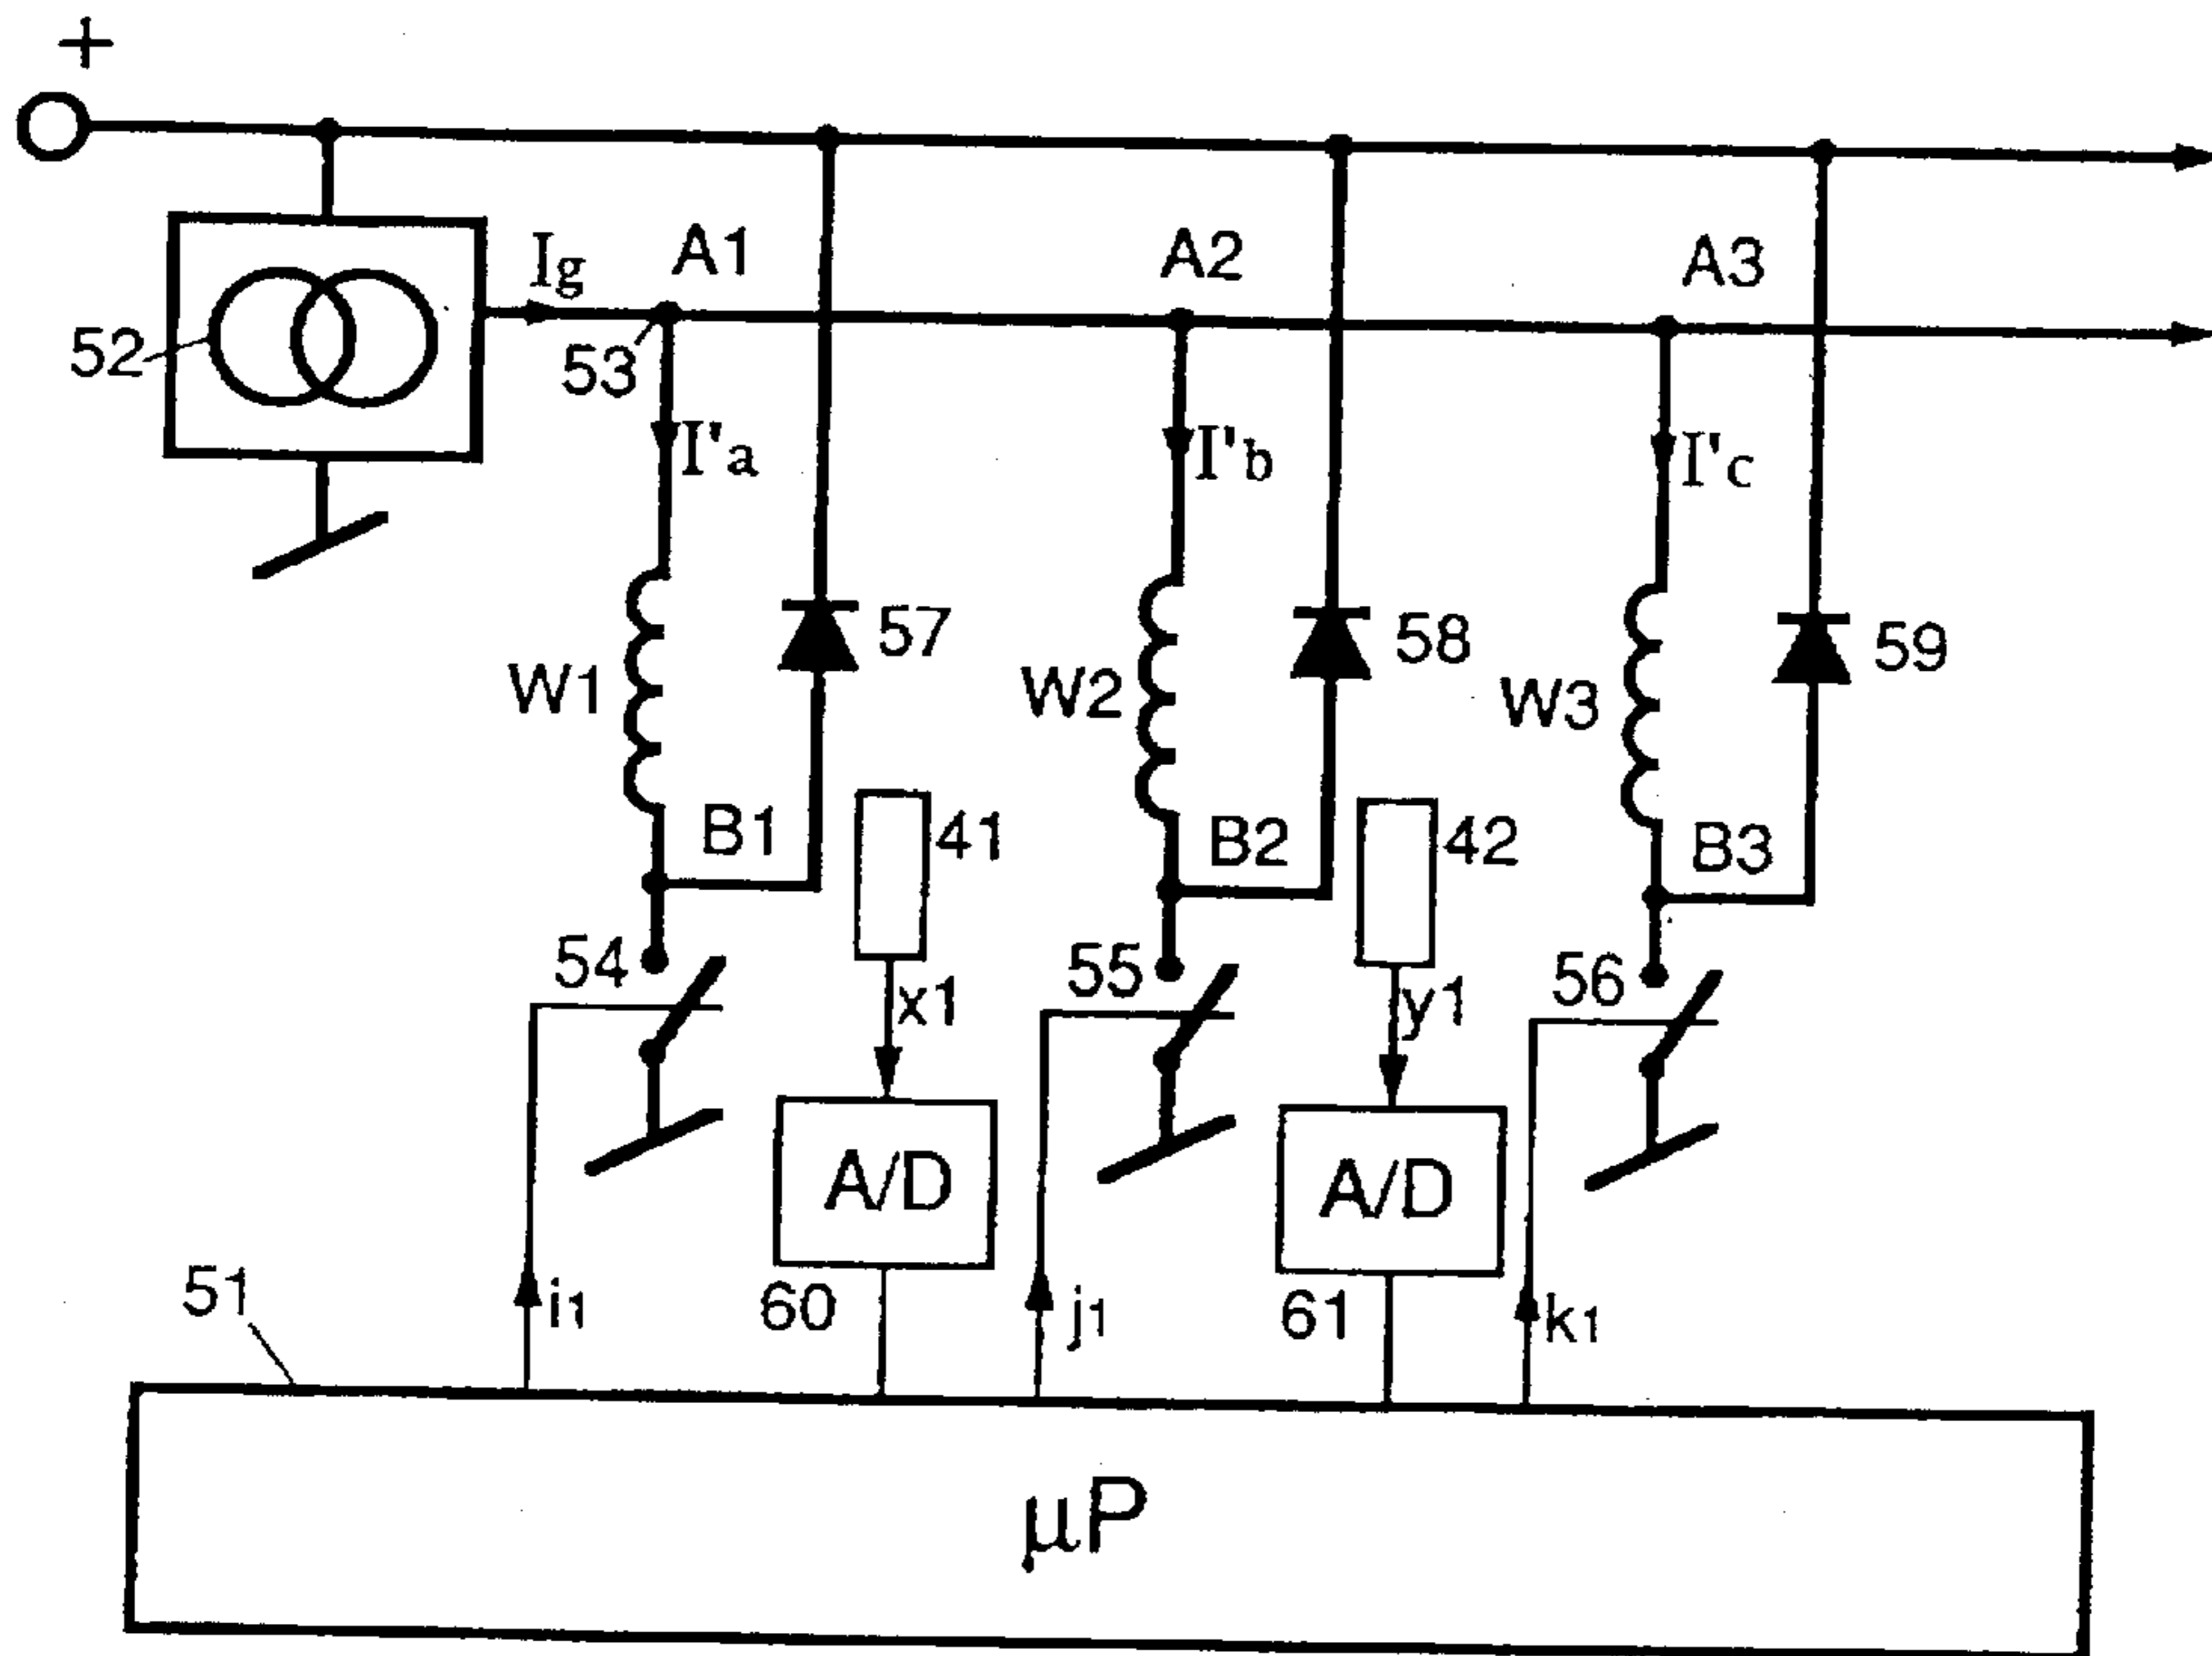 +
Ig
A1
A2
A3
52
53
I'a
I'b
I'c
57
58
59
W1
W2
W3
B1
41
B2
42
B3
54
55
56
x1
y1
A/D
A/D
51
i1
60
j1
61
k1
µP